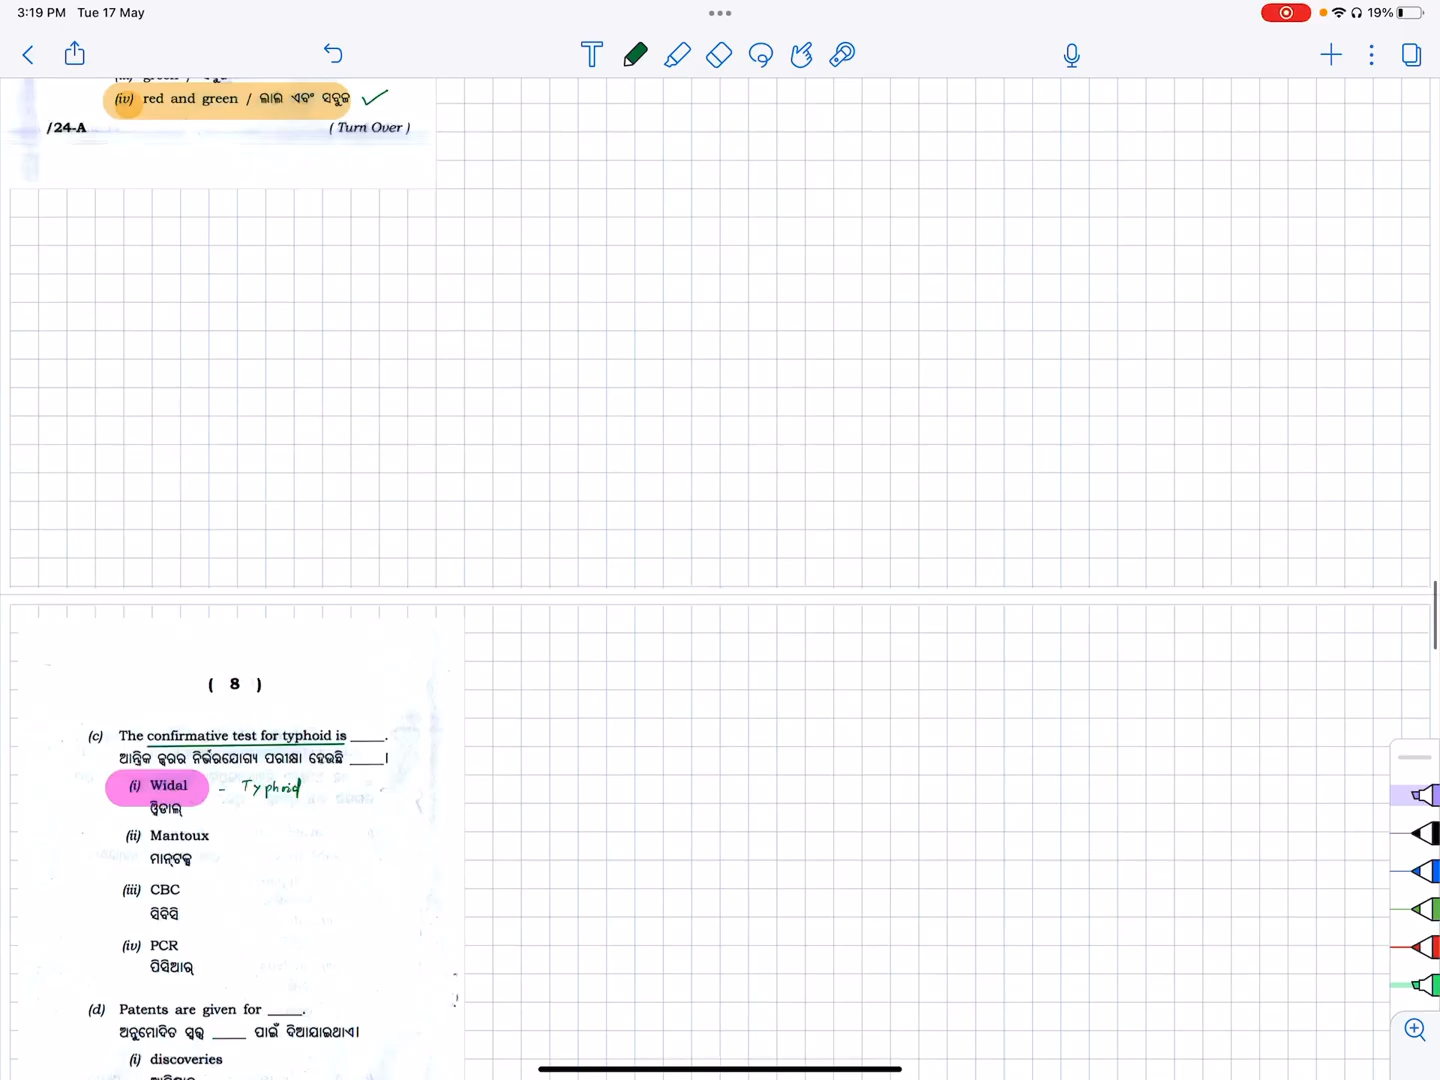 3:19 PM Tue 17 May
19%
(iv) red and green / ଲାଲ ଏବଂ ସବୁଜ
/24-A (Turn Over)
( 8 )
(c) The confirmative test for typhoid is ____.
ଆନ୍ତ୍ରିକ ଜ୍ଵରର ନିର୍ଭରଯୋଗ୍ୟ ପରୀକ୍ଷା ହେଉଛି ____।
(i) Widal - Typhoid
ୱିଡାଲ୍
(ii) Mantoux
ମାନ୍‌ଟକ୍ସ
(iii) CBC
ସିବିସି
(iv) PCR
ପିସିଆର୍
(d) Patents are given for ____.
ଅନୁମୋଦିତ ସ୍ୱତ୍ତ୍ୱ ____ ପାଇଁ ଦିଆଯାଇଥାଏ।
(i) discoveries